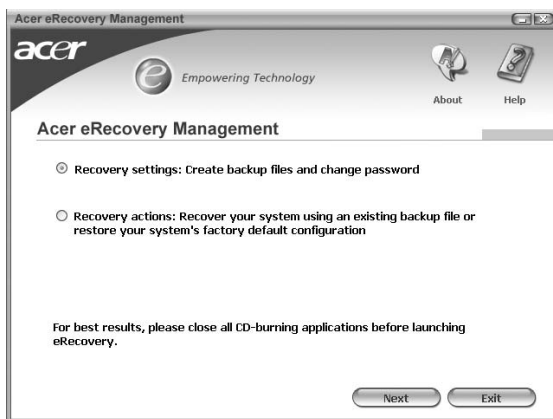 Acer eRecovery Management
acer
e Empowering Technology
About Help
Acer eRecovery Management
Recovery settings: Create backup files and change password
Recovery actions: Recover your system using an existing backup file or
restore your system's factory default configuration
For best results, please close all CD-burning applications before launching
eRecovery.
Next Exit